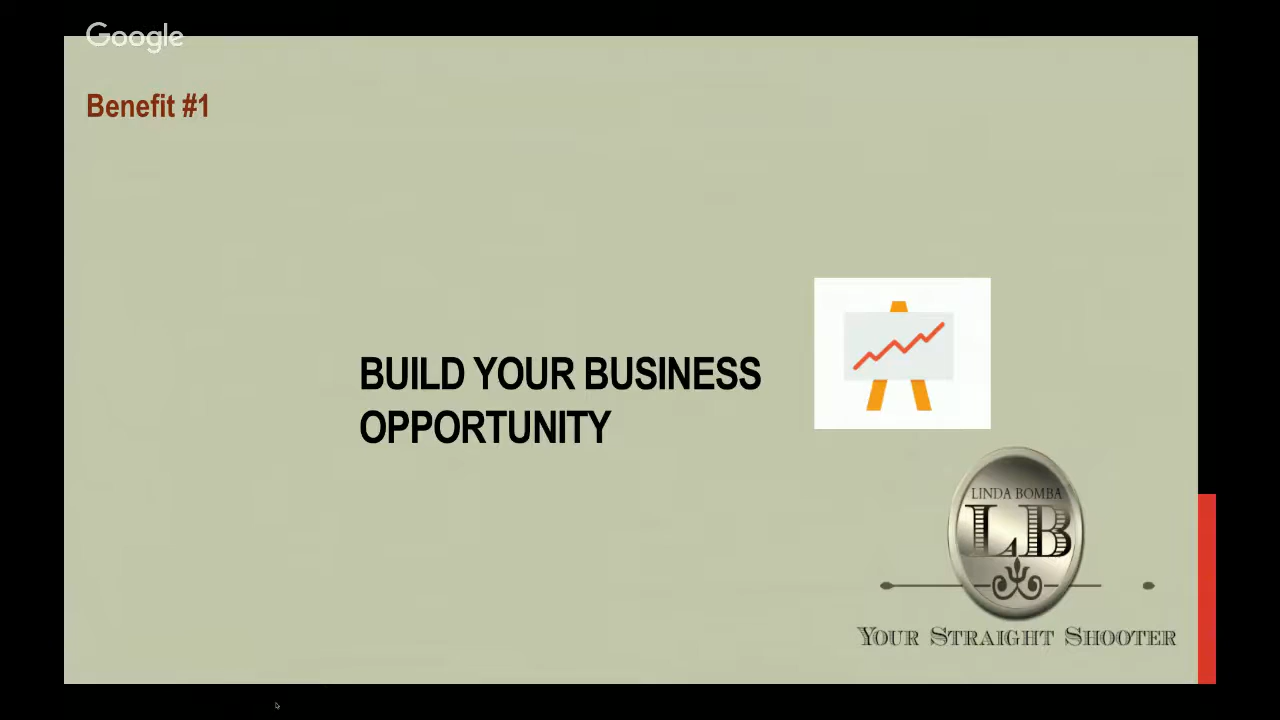 Google
Benefit #1
BUILD YOUR BUSINESS
OPPORTUNITY
LINDA BOMBA
LB
YOUR STRAIGHT SHOOTER